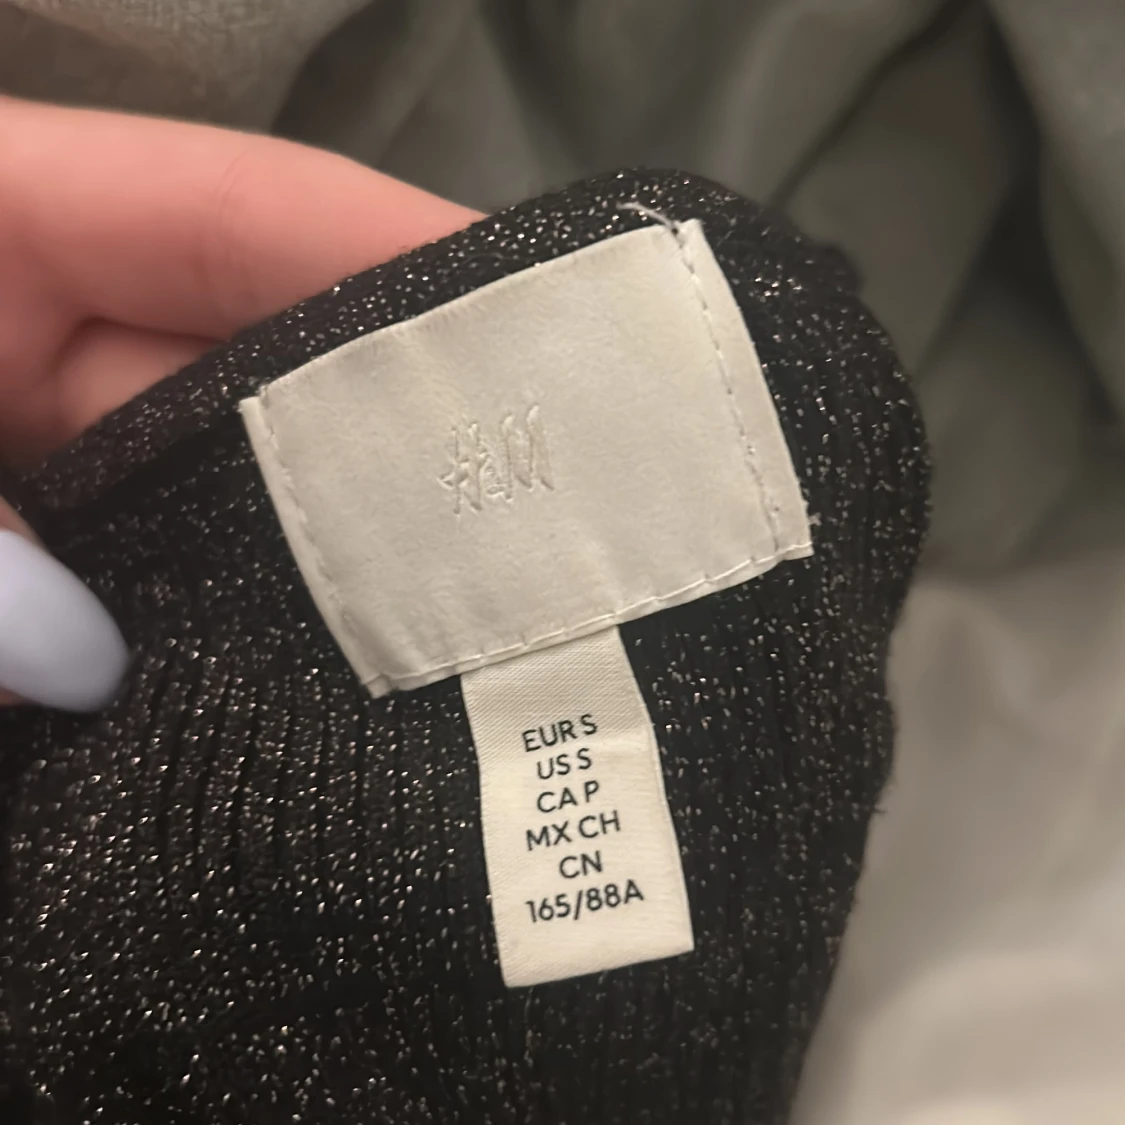 H&M
EUR S
US S
CA P
MX CH
CN
165/88A